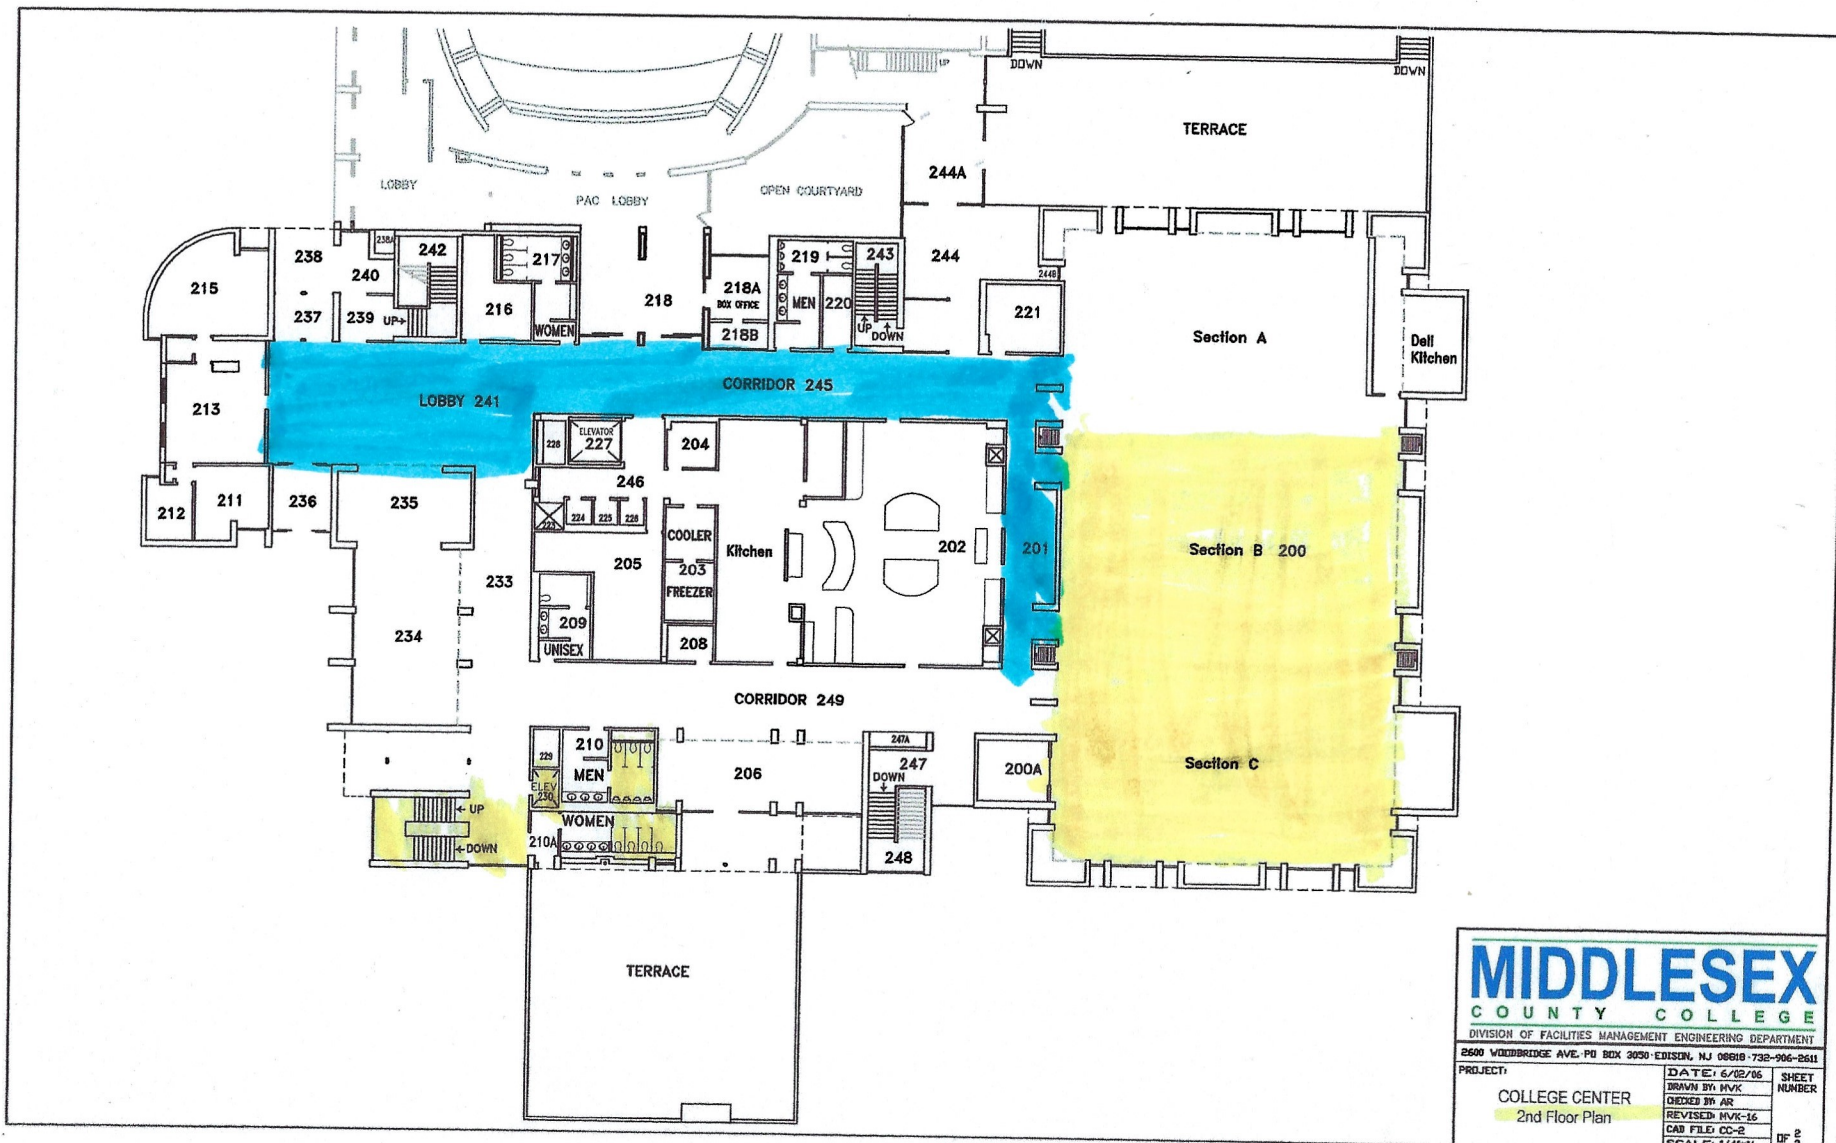 DOWN
DOWN
UP
TERRACE
244A
LOBBY
PAC LOBBY
OPEN COURTYARD
238
238A
242
217
219
243
244
244B
215
240
218A
BOX OFFICE
218
MEN
220
221
237
239
UP
216
WOMEN
218B
UP
DOWN
Section A
Deli
Kitchen
LOBBY 241
CORRIDOR 245
213
228
ELEVATOR
227
204
246
212
211
236
235
223
224
225
226
COOLER
Kitchen
202
201
Section B 200
233
205
203
FREEZER
209
UNISEX
208
234
CORRIDOR 249
229
210
MEN
247A
247
DOWN
206
200A
Section C
ELEV
230
UP
DOWN
WOMEN
210A
248
TERRACE
MIDDLESEX
COUNTY COLLEGE
DIVISION OF FACILITIES MANAGEMENT ENGINEERING DEPARTMENT
2600 WOODBRIDGE AVE. PO BOX 3050 EDISON, NJ 08818 732-906-2611
PROJECT:
COLLEGE CENTER
2nd Floor Plan
DATE: 6/02/06
DRAWN BY: MVK
CHECKED BY: AR
REVISED: MVK-16
CAD FILE: CC-2
SHEET
NUMBER
OF 2